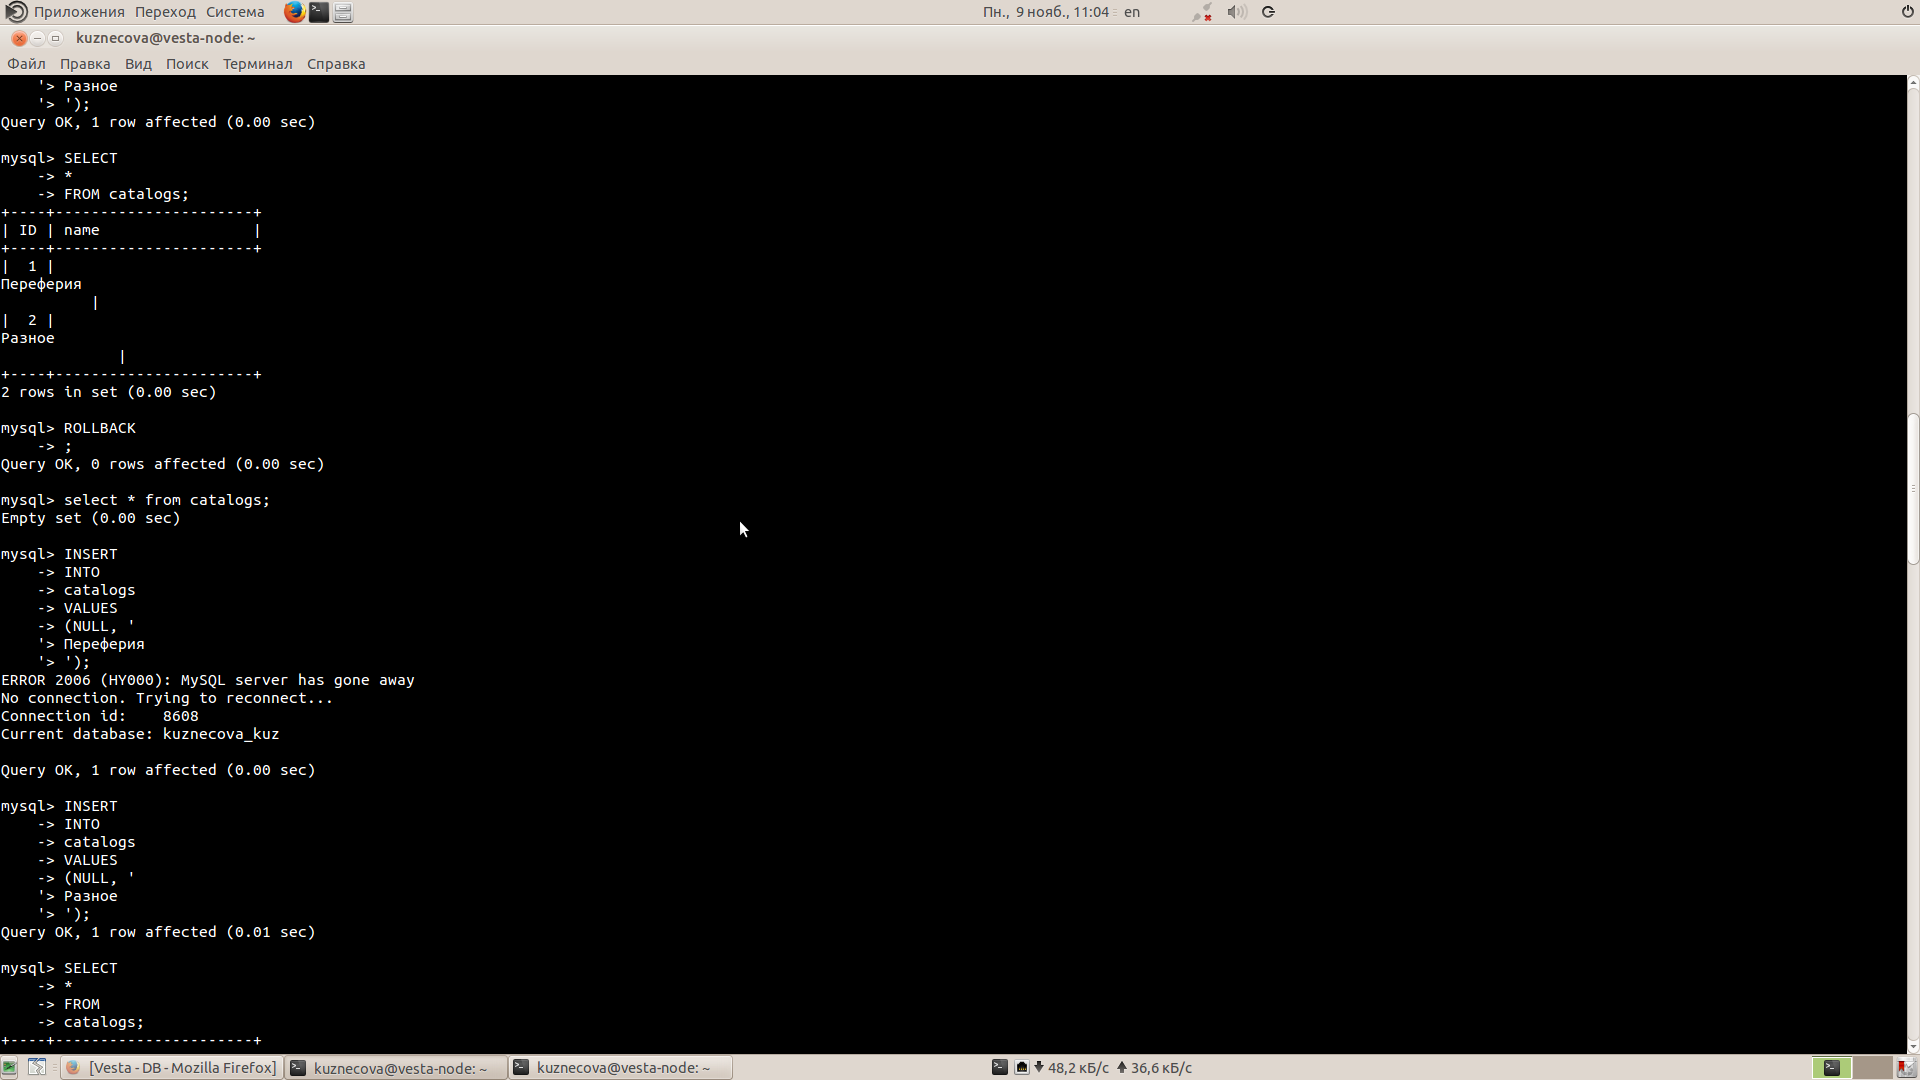 Приложения Переход Система
Пн., 9 нояб., 11:04 en
kuznecova@vesta-node: ~
Файл Правка Вид Поиск Терминал Справка
'> Разное
'> ');
Query OK, 1 row affected (0.00 sec)
mysql> SELECT
-> *
-> FROM catalogs;
+----+----------------------+
| ID | name                 |
+----+----------------------+
|  1 |
Переферия
|
|  2 |
Разное
|
+----+----------------------+
2 rows in set (0.00 sec)
mysql> ROLLBACK
-> ;
Query OK, 0 rows affected (0.00 sec)
mysql> select * from catalogs;
Empty set (0.00 sec)
mysql> INSERT
-> INTO
-> catalogs
-> VALUES
-> (NULL, '
'> Переферия
'> ');
ERROR 2006 (HY000): MySQL server has gone away
No connection. Trying to reconnect...
Connection id:    8608
Current database: kuznecova_kuz
Query OK, 1 row affected (0.00 sec)
mysql> INSERT
-> INTO
-> catalogs
-> VALUES
-> (NULL, '
'> Разное
'> ');
Query OK, 1 row affected (0.01 sec)
mysql> SELECT
-> *
-> FROM
-> catalogs;
+----+----------------------+
[Vesta - DB - Mozilla Firefox] kuznecova@vesta-node: ~ kuznecova@vesta-node: ~ 48,2 кБ/с 36,6 кБ/с